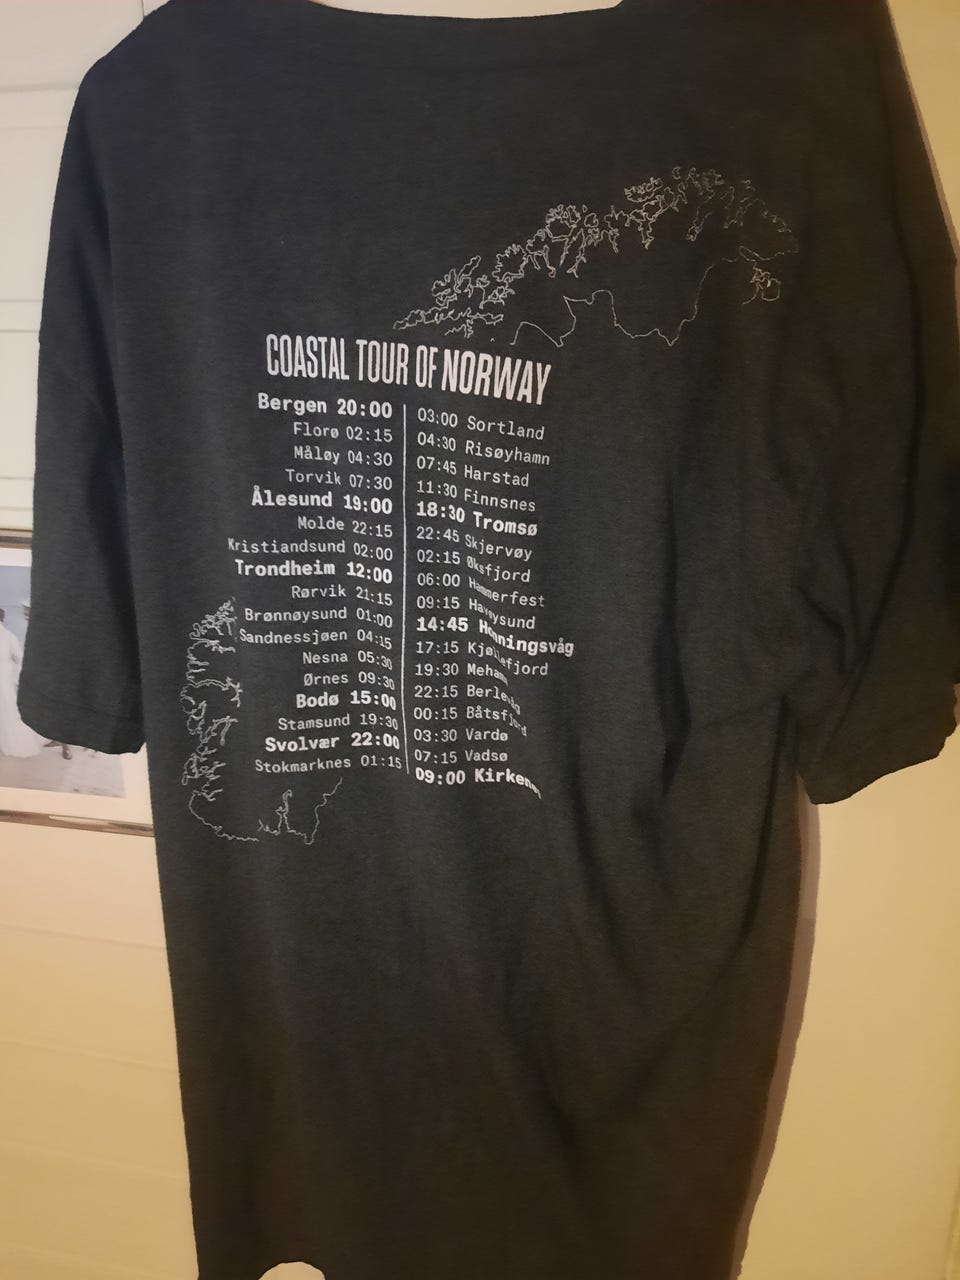 COASTAL TOUR OF NORWAY
Bergen 20:00
Florø 02:15
Måløy 04:30
Torvik 07:30
Ålesund 19:00
Molde 22:15
Kristiandsund 02:00
Trondheim 12:00
Rørvik 21:15
Brønnøysund 01:00
Sandnessjøen 04:15
Nesna 05:30
Ørnes 09:30
Bodø 15:00
Stamsund 19:30
Svolvær 22:00
Stokmarknes 01:15
03:00 Sortland
04:30 Risøyhamn
07:45 Harstad
11:30 Finnsnes
18:30 Tromsø
22:45 Skjervøy
02:15 Øksfjord
06:00 Hammerfest
09:15 Havøysund
14:45 Honningsvåg
17:15 Kjøllefjord
19:30 Mehamn
22:15 Berlevåg
00:15 Båtsfjord
03:30 Vardø
07:15 Vadsø
09:00 Kirkenes